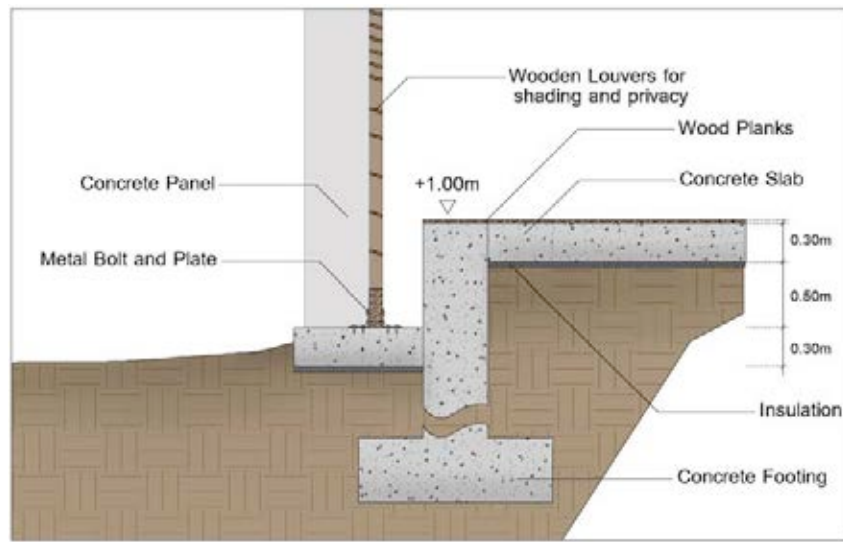 Wooden Louvers for
shading and privacy
Wood Planks
+1.00m
Concrete Panel
Concrete Slab
0.30m
Metal Bolt and Plate
0.50m
0.30m
Insulation
Concrete Footing